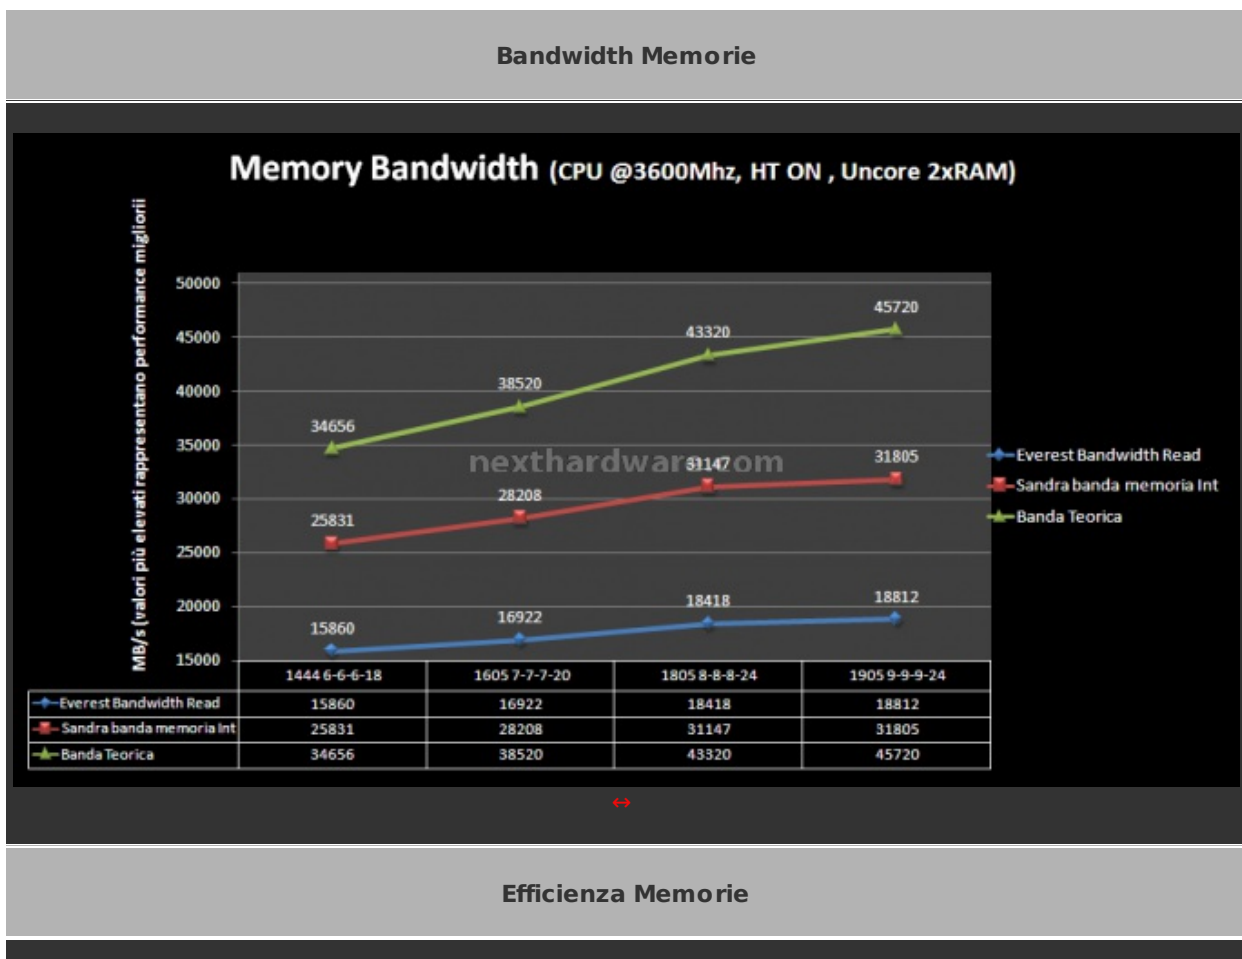 Bandwidth Memorie
Memory Bandwidth (CPU @3600Mhz, HT ON , Uncore 2xRAM)
MB/s (valori più elevati rappresentano performance migliorii
50000
45000
40000
35000
30000
25000
20000
15000
34656
38520
43320
45720
25831
28208
31147
31805
15860
16922
18418
18812
nexthardware.com
Everest Bandwidth Read
Sandra banda memoria Int
Banda Teorica
1444 6-6-6-18 1605 7-7-7-20 1805 8-8-8-24 1905 9-9-9-24
Everest Bandwidth Read 15860 16922 18418 18812
Sandra banda memoria Int 25831 28208 31147 31805
Banda Teorica 34656 38520 43320 45720
↔
Efficienza Memorie